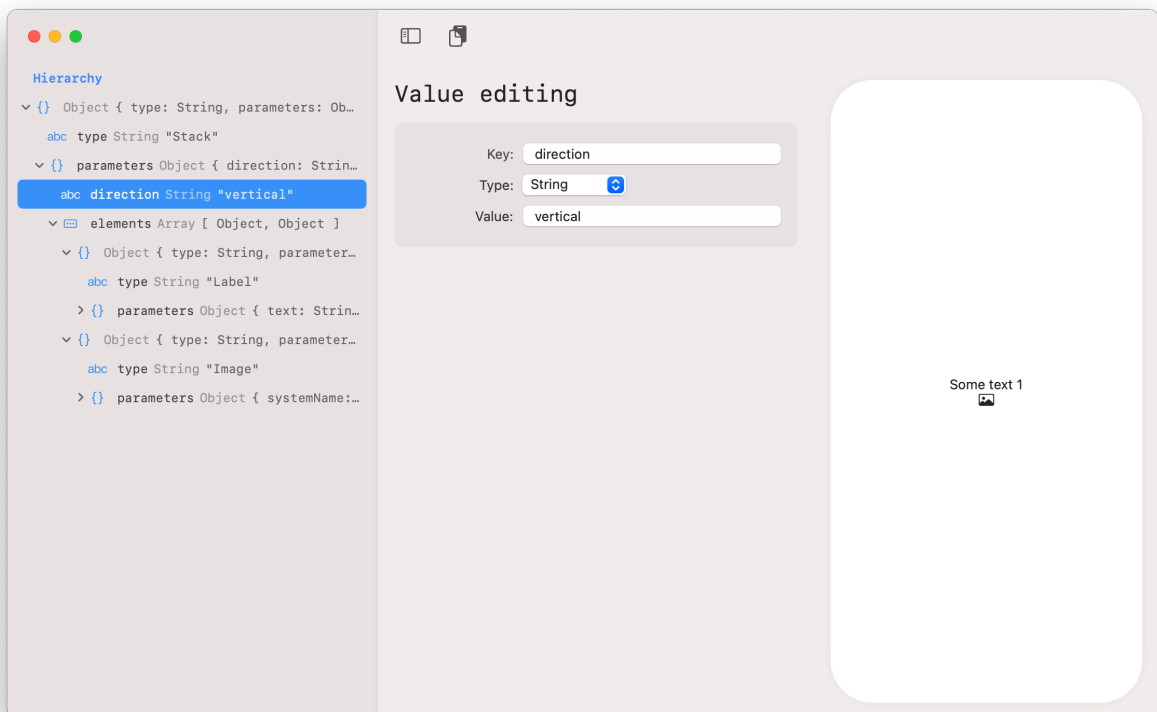 Hierarchy
{} Object { type: String, parameters: Ob…
abc type String "Stack"
{} parameters Object { direction: Strin…
abc direction String "vertical"
elements Array [ Object, Object ]
{} Object { type: String, parameter…
abc type String "Label"
{} parameters Object { text: Strin…
{} Object { type: String, parameter…
abc type String "Image"
{} parameters Object { systemName:…
Value editing
Key: direction
Type: String
Value: vertical
Some text 1